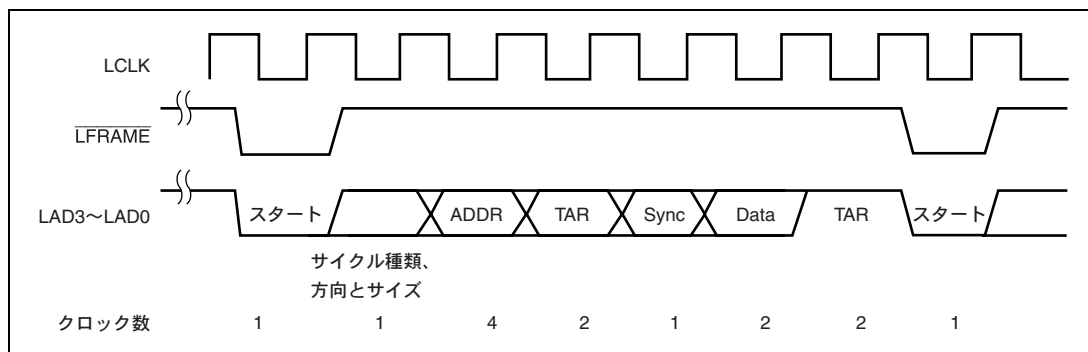 LCLK
LFRAME
LAD3〜LAD0
スタート
ADDR
TAR
Sync
Data
TAR
スタート
サイクル種類、
方向とサイズ
クロック数 1 1 4 2 1 2 2 1